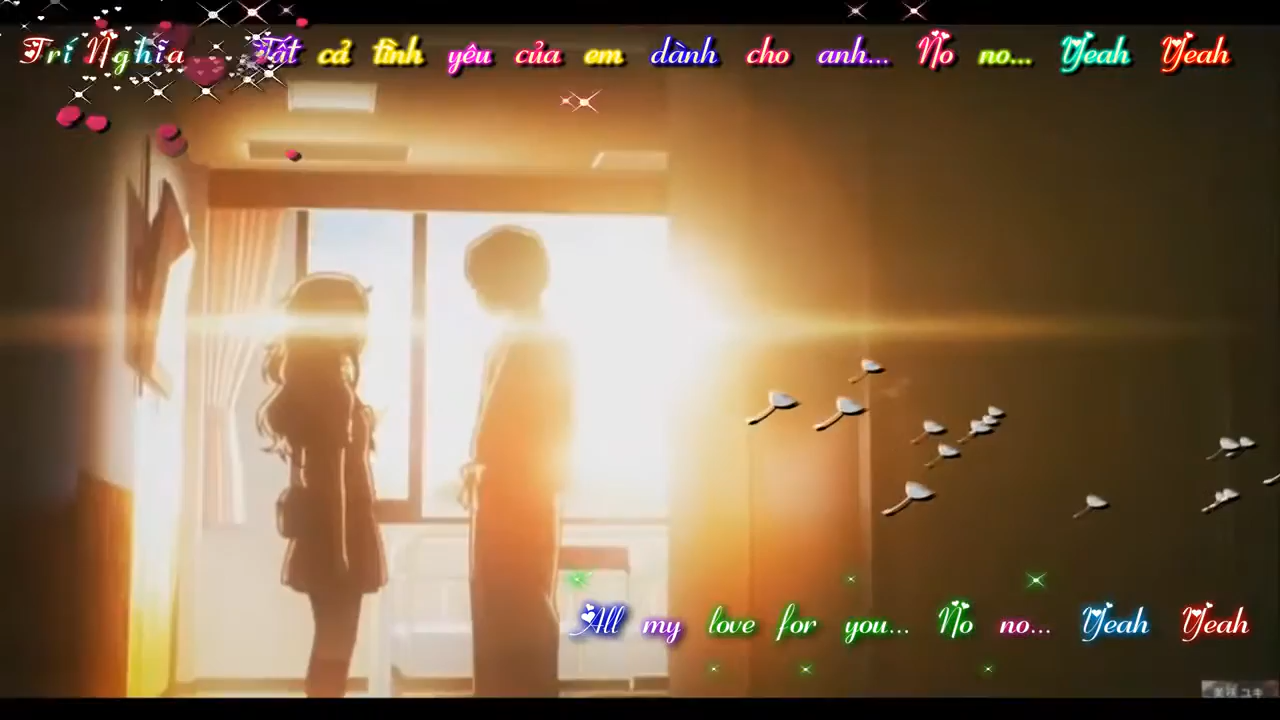 Trí Nghĩa
Tất cả tình yêu của em dành cho anh... No no... Yeah Yeah
All my love for you... No no... Yeah Yeah